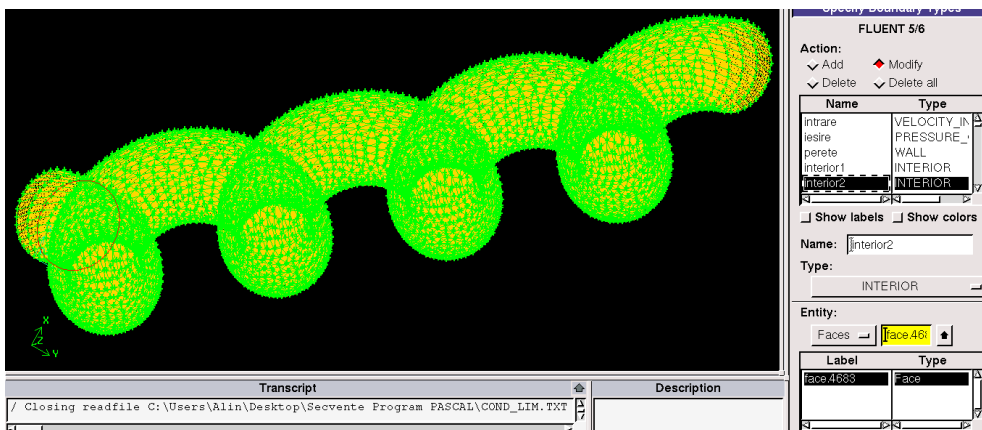 Specify Boundary Types
FLUENT 5/6
Action:
Add Modify
Delete Delete all
Name Type
intrare VELOCITY_IN
iesire PRESSURE_
perete WALL
interior1 INTERIOR
interior2 INTERIOR
Show labels Show colors
Name: interior2
Type:
INTERIOR
Entity:
Faces face.468
Label Type
face.4683 Face
X
Z
Y
Transcript Description
/ Closing readfile C:\Users\Alin\Desktop\Secvente Program PASCAL\COND_LIM.TXT